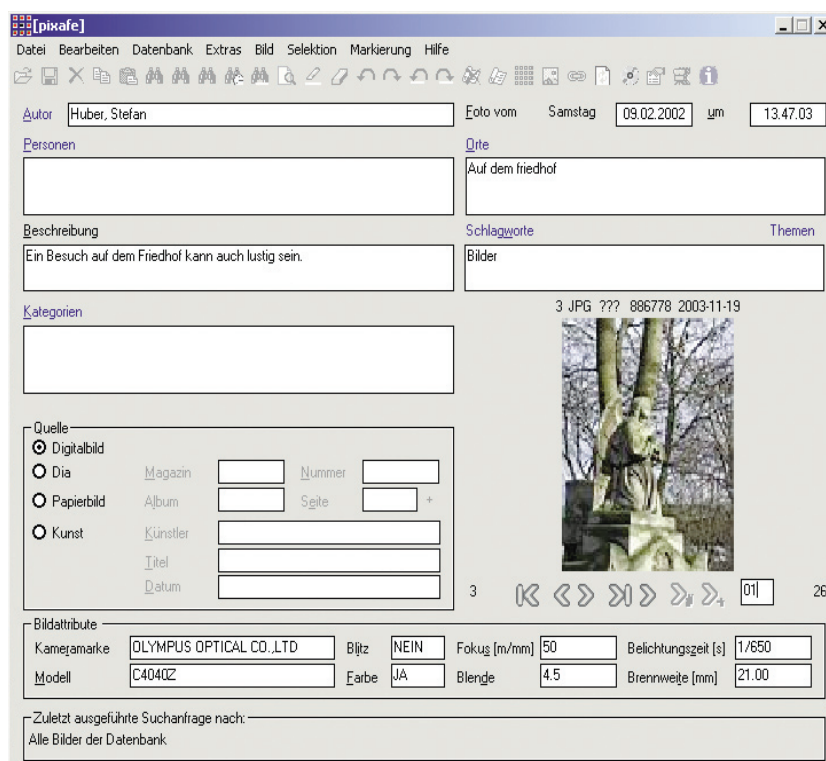 [pixafe]
Datei Bearbeiten Datenbank Extras Bild Selektion Markierung Hilfe
Autor Huber, Stefan Foto vom Samstag 09.02.2002 um 13.47.03
Personen Orte
Auf dem friedhof
Beschreibung Schlagworte Themen
Ein Besuch auf dem Friedhof kann auch lustig sein. Bilder
Kategorien 3 JPG ??? 886778 2003-11-19
Quelle
Digitalbild
Dia Magazin Nummer
Papierbild Album Seite +
Kunst Künstler
Titel
Datum
3 01 26
Bildattribute
Kameramarke OLYMPUS OPTICAL CO.,LTD Blitz NEIN Fokus [m/mm] 50 Belichtungszeit [s] 1/650
Modell C4040Z Farbe JA Blende 4.5 Brennweite [mm] 21.00
Zuletzt ausgeführte Suchanfrage nach:
Alle Bilder der Datenbank